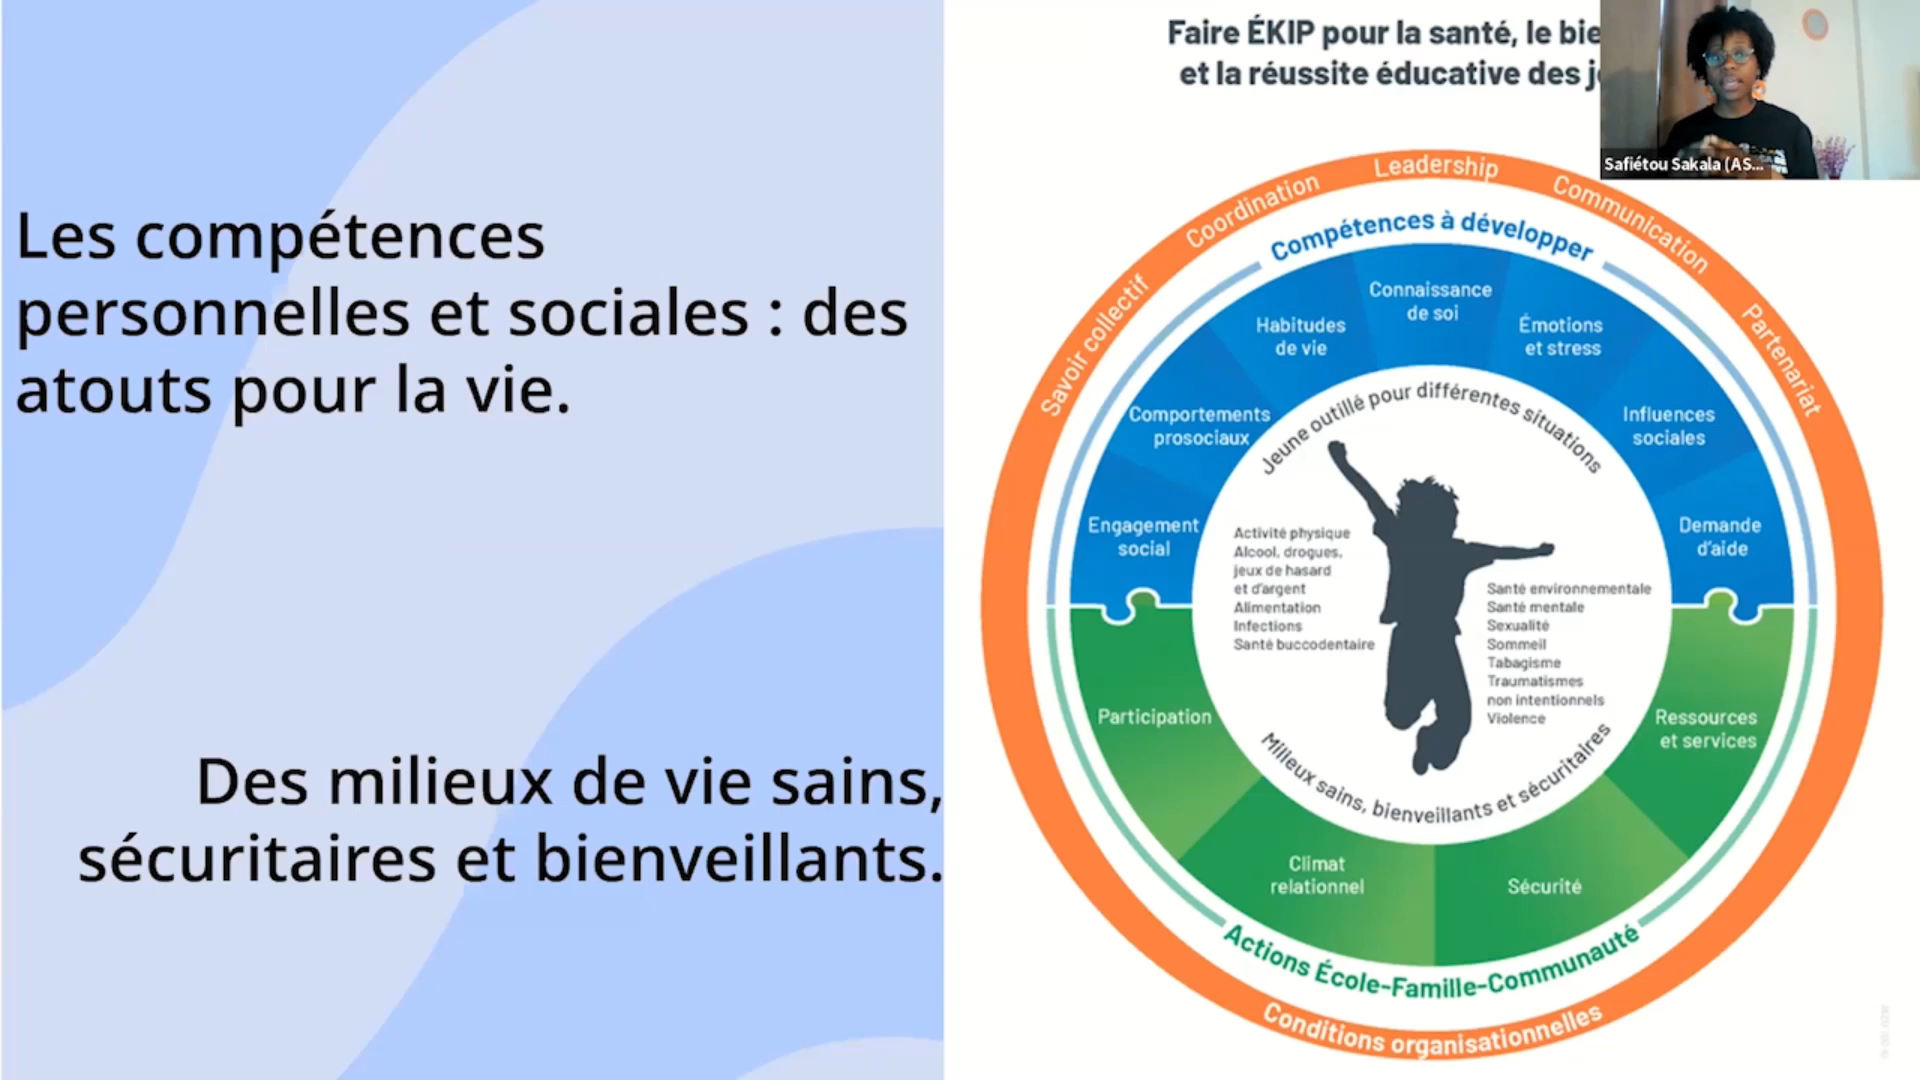 Les compétences
personnelles et sociales : des
atouts pour la vie.
Des milieux de vie sains,
sécuritaires et bienveillants.
Faire ÉKIP pour la santé, le bie
et la réussite éducative des j
Safiétou Sakala (AS...
Savoir collectif
Coordination
Leadership
Communication
Partenariat
Compétences à développer
Engagement
social
Comportements
prosociaux
Habitudes
de vie
Connaissance
de soi
Émotions
et stress
Influences
sociales
Demande
d'aide
Jeune outillé pour différentes situations
Activité physique
Alcool, drogues,
jeux de hasard
et d'argent
Alimentation
Infections
Santé buccodentaire
Santé environnementale
Santé mentale
Sexualité
Sommeil
Tabagisme
Traumatismes
non intentionnels
Violence
Milieux sains, bienveillants et sécuritaires
Participation
Climat
relationnel
Sécurité
Ressources
et services
Actions École-Famille-Communauté
Conditions organisationnelles